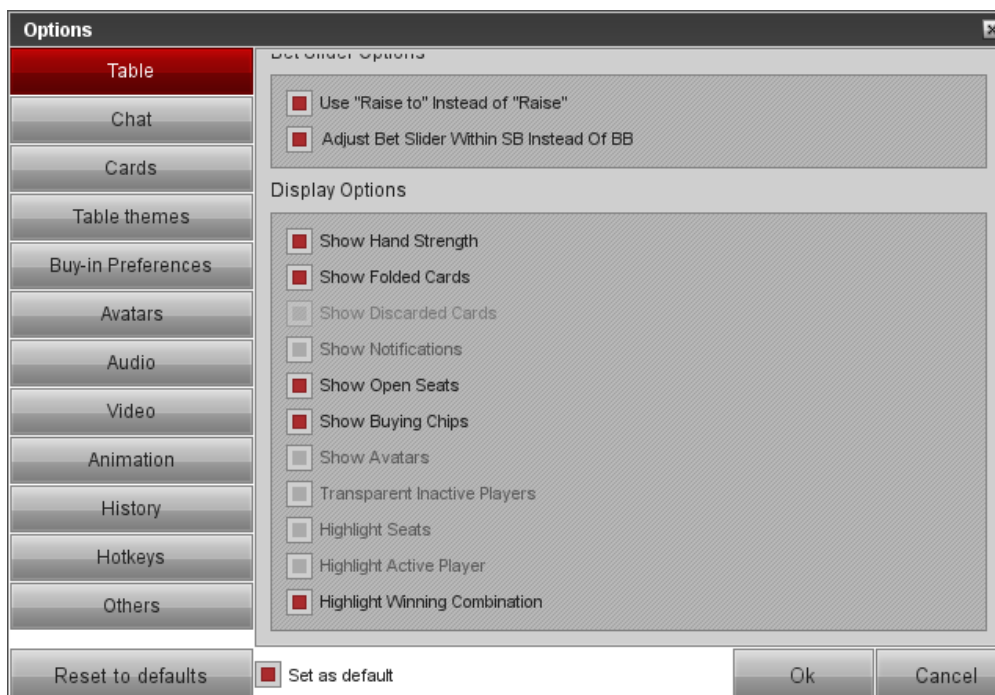 Options
Table
Chat
Cards
Table themes
Buy-in Preferences
Avatars
Audio
Video
Animation
History
Hotkeys
Others
Bet Slider Options
Use "Raise to" Instead of "Raise"
Adjust Bet Slider Within SB Instead Of BB
Display Options
Show Hand Strength
Show Folded Cards
Show Discarded Cards
Show Notifications
Show Open Seats
Show Buying Chips
Show Avatars
Transparent Inactive Players
Highlight Seats
Highlight Active Player
Highlight Winning Combination
Reset to defaults
Set as default
Ok
Cancel